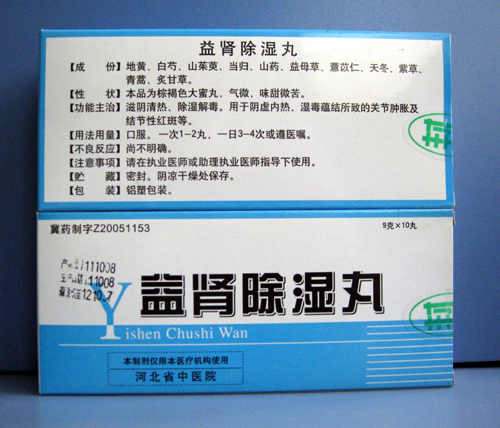 益肾除湿丸
【成　份】地黄、白芍、山茱萸、当归、山药、益母草、薏苡仁、天冬、紫草、
青蒿、炙甘草。
【性　状】本品为棕褐色大蜜丸，气微，味甜微苦。
【功能主治】滋阴清热、除湿解毒。用于阴虚内热，湿毒蕴结所致的关节肿胀及
结节性红斑等。
【用法用量】口服。一次1-2丸，一日3-4次或遵医嘱。
【不良反应】尚不明确。
【注意事项】请在执业医师或助理执业医师指导下使用。
【贮　藏】密封。阴凉干燥处保存。
【包　装】铝塑包装。
冀药制字Z20051153
9克×10丸
111008
11008
益肾除湿丸
Yishen Chushi Wan
本制剂仅限本医疗机构使用
河北省中医院